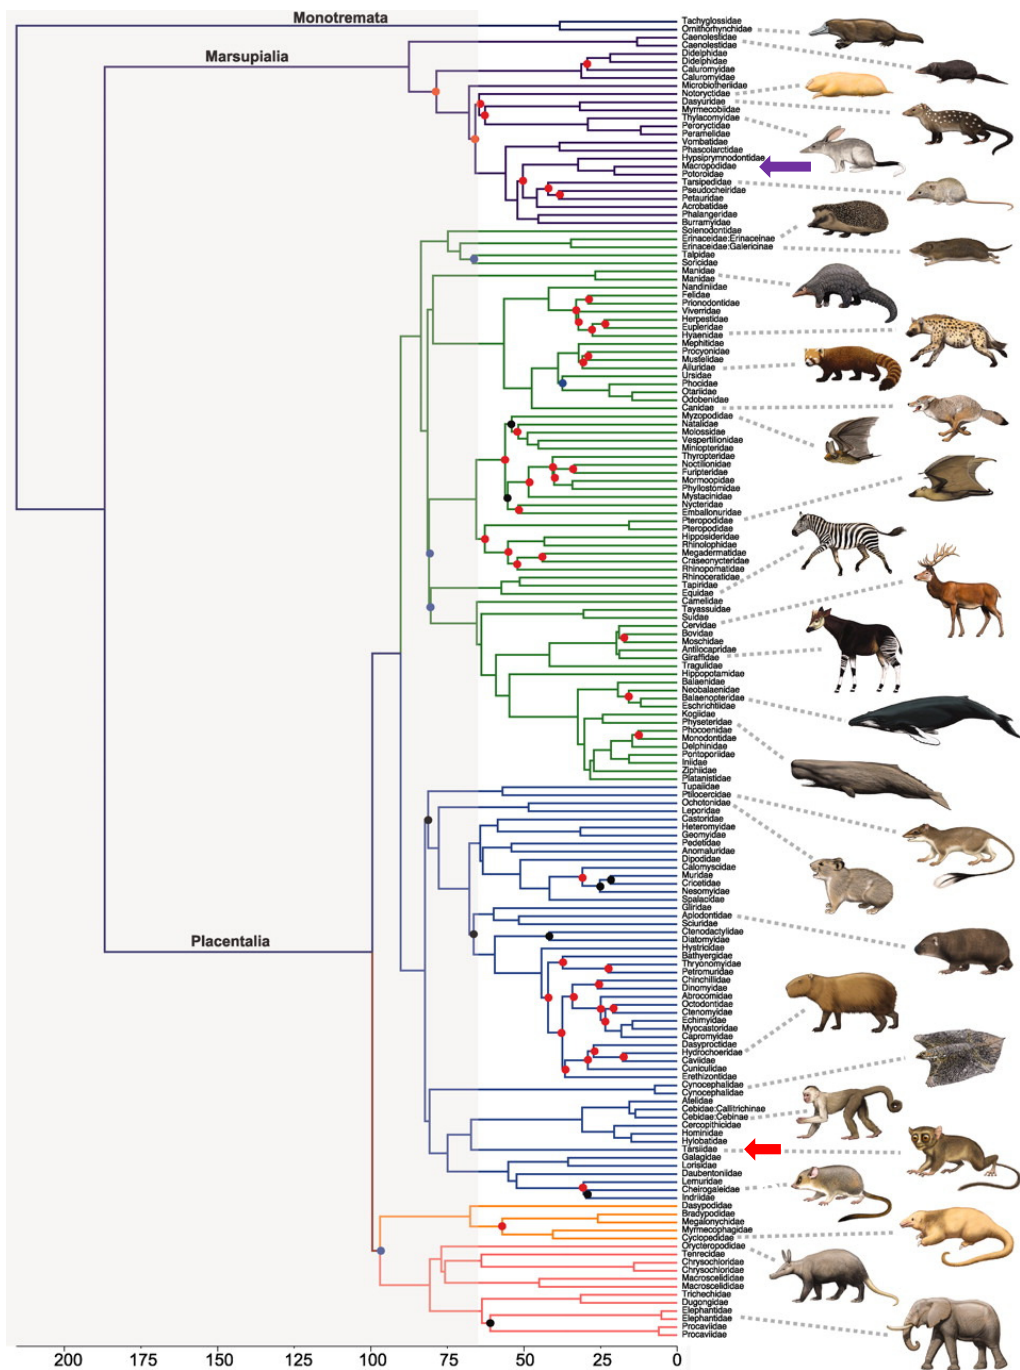 Monotremata
Marsupialia
Placentalia
Tachyglossidae
Ornithorhynchidae
Caenolestidae
Caenolestidae
Didelphidae
Didelphidae
Caluromyidae
Caluromyidae
Microbiotheriidae
Notoryctidae
Dasyuridae
Myrmecobiidae
Thylacomyidae
Peroryctidae
Peramelidae
Vombatidae
Phascolarctidae
Hypsiprymnodontidae
Macropodidae
Potoroidae
Tarsipedidae
Pseudocheiridae
Petauridae
Acrobatidae
Phalangeridae
Burramyidae
Solenodontidae
Erinaceidae:Erinaceinae
Erinaceidae:Galericinae
Talpidae
Soricidae
Manidae
Manidae
Nandiniidae
Felidae
Prionodontidae
Viverridae
Herpestidae
Eupleridae
Hyaenidae
Mephitidae
Procyonidae
Mustelidae
Ailuridae
Ursidae
Phocidae
Otariidae
Odobenidae
Canidae
Myzopodidae
Natalidae
Molossidae
Vespertilionidae
Miniopteridae
Thyropteridae
Noctilionidae
Furipteridae
Mormoopidae
Phyllostomidae
Mystacinidae
Nycteridae
Emballonuridae
Pteropodidae
Pteropodidae
Hipposideridae
Rhinolophidae
Megadermatidae
Craseonycteridae
Rhinopomatidae
Rhinoceratidae
Tapiridae
Equidae
Camelidae
Tayassuidae
Suidae
Cervidae
Bovidae
Moschidae
Antilocapridae
Giraffidae
Tragulidae
Hippopotamidae
Balaenidae
Neobalaenidae
Balaenopteridae
Eschrichtiidae
Kogiidae
Physeteridae
Phocoenidae
Monodontidae
Delphinidae
Pontoporiidae
Iniidae
Ziphiidae
Platanistidae
Tupaiidae
Ptilocercidae
Ochotonidae
Leporidae
Castoridae
Heteromyidae
Geomyidae
Pedetidae
Anomaluridae
Dipodidae
Calomyscidae
Muridae
Cricetidae
Nesomyidae
Spalacidae
Gliridae
Aplodontidae
Sciuridae
Ctenodactylidae
Diatomyidae
Hystricidae
Bathyergidae
Thryonomyidae
Petromuridae
Chinchillidae
Dinomyidae
Abrocomidae
Octodontidae
Ctenomyidae
Echimyidae
Myocastoridae
Capromyidae
Dasyproctidae
Hydrochoeridae
Caviidae
Cuniculidae
Erethizontidae
Cynocephalidae
Cynocephalidae
Atelidae
Cebidae:Callitrichinae
Cebidae:Cebinae
Cercopithicidae
Hominidae
Hylobatidae
Tarsiidae
Galagidae
Lorisidae
Daubentoniidae
Lemuridae
Cheirogaleidae
Indriidae
Dasypodidae
Bradypodidae
Megalonychidae
Myrmecophagidae
Cyclopedidae
Orycteropodidae
Tenrecidae
Chrysochloridae
Chrysochloridae
Macroscelididae
Macroscelididae
Trichechidae
Dugongidae
Elephantidae
Elephantidae
Procaviidae
Procaviidae
200 175 150 125 100 75 50 25 0